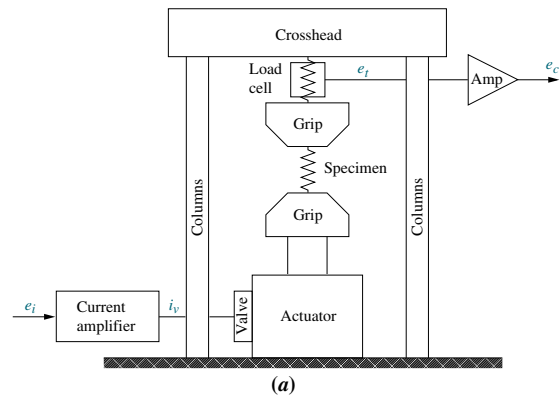 Crosshead
Load
cell
e_t
Amp
e_c
Grip
Specimen
Columns
Columns
Grip
e_i
Current
amplifier
i_v
Valve
Actuator
(a)